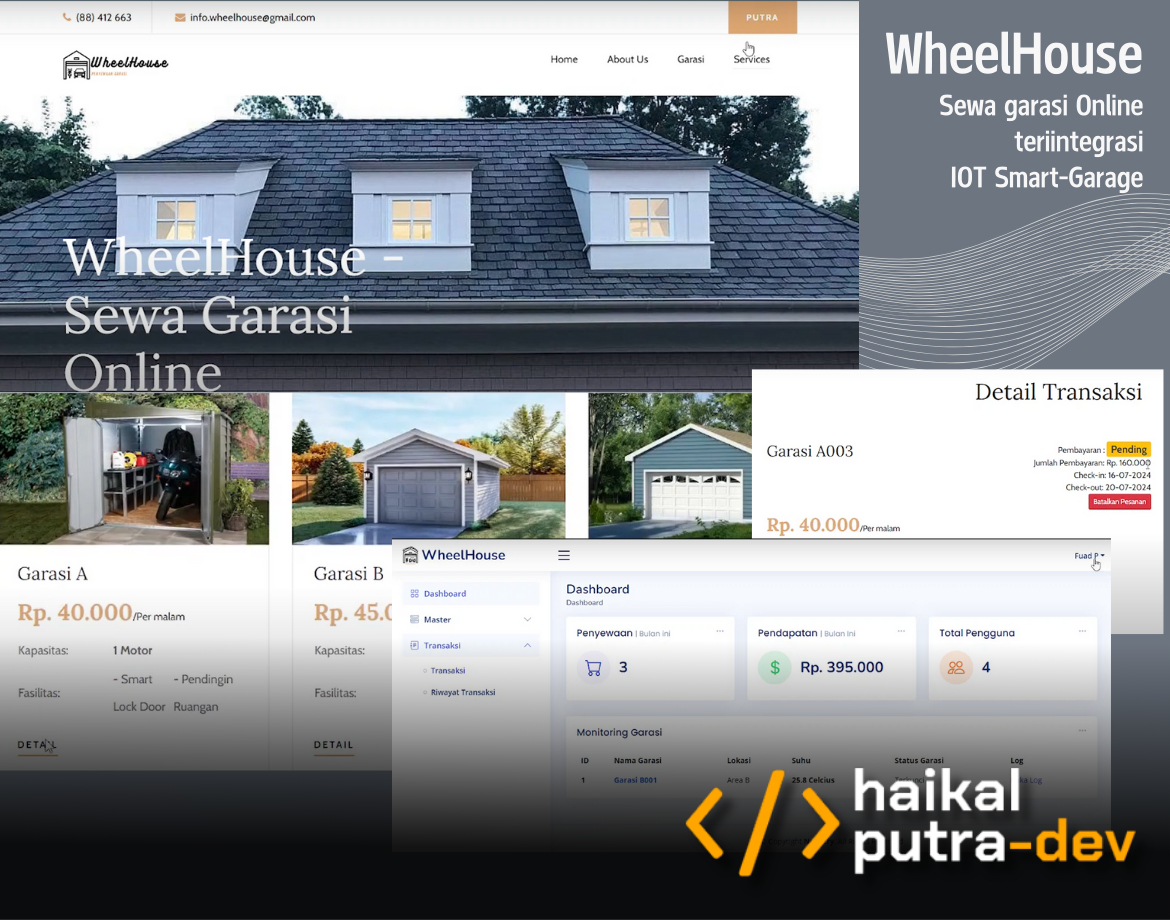 (88) 412 663
info.wheelhouse@gmail.com
PUTRA
WheelHouse
Home
About Us
Garasi
Services
WheelHouse -
Sewa Garasi
Online
WheelHouse
Sewa garasi Online
teriintegrasi
IOT Smart-Garage
Garasi A
Rp. 40.000/Per malam
Kapasitas: 1 Motor
Fasilitas: - Smart - Pendingin
Lock Door Ruangan
DETAIL
Garasi B
Rp. 45.0
Kapasitas:
Fasilitas:
DETAIL
Detail Transaksi
Garasi A003
Pembayaran : Pending
Jumlah Pembayaran: Rp. 160.000
Check-in: 16-07-2024
Check-out: 20-07-2024
Batalkan Pesanan
Rp. 40.000/Per malam
WheelHouse
Fuad P
Dashboard
Master
Transaksi
Transaksi
Riwayat Transaksi
Dashboard
Dashboard
Penyewaan | Bulan ini
3
Pendapatan | Bulan ini
Rp. 395.000
Total Pengguna
4
Monitoring Garasi
ID Nama Garasi Lokasi Suhu Status Garasi Log
1 Garasi B001 Area B 25.8 Celcius Log
</> haikal
putra-dev